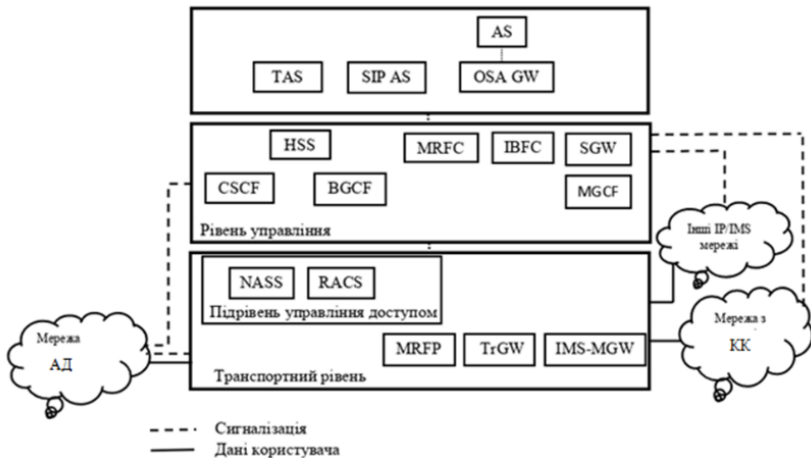 AS
TAS
SIP AS
OSA GW
HSS
MRFC
IBFC
SGW
CSCF
BGCF
MGCF
Рівень управління
Інші IP/IMS
мережі
NASS
RACS
Підрівень управління доступом
MRFP
TrGW
IMS-MGW
Транспортний рівень
Мережа
АД
Мережа з
КК
Сигналізація
Дані користувача